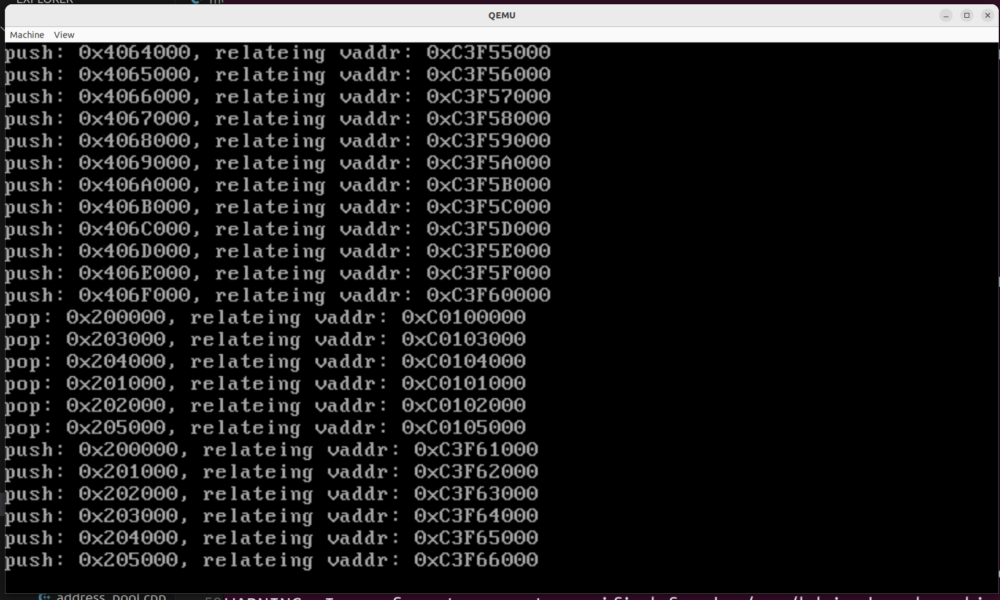 EXPLORER
QEMU
Machine View
push: 0x4064000, relateing vaddr: 0xC3F55000
push: 0x4065000, relateing vaddr: 0xC3F56000
push: 0x4066000, relateing vaddr: 0xC3F57000
push: 0x4067000, relateing vaddr: 0xC3F58000
push: 0x4068000, relateing vaddr: 0xC3F59000
push: 0x4069000, relateing vaddr: 0xC3F5A000
push: 0x406A000, relateing vaddr: 0xC3F5B000
push: 0x406B000, relateing vaddr: 0xC3F5C000
push: 0x406C000, relateing vaddr: 0xC3F5D000
push: 0x406D000, relateing vaddr: 0xC3F5E000
push: 0x406E000, relateing vaddr: 0xC3F5F000
push: 0x406F000, relateing vaddr: 0xC3F60000
pop: 0x200000, relateing vaddr: 0xC0100000
pop: 0x203000, relateing vaddr: 0xC0103000
pop: 0x204000, relateing vaddr: 0xC0104000
pop: 0x201000, relateing vaddr: 0xC0101000
pop: 0x202000, relateing vaddr: 0xC0102000
pop: 0x205000, relateing vaddr: 0xC0105000
push: 0x200000, relateing vaddr: 0xC3F61000
push: 0x201000, relateing vaddr: 0xC3F62000
push: 0x202000, relateing vaddr: 0xC3F63000
push: 0x203000, relateing vaddr: 0xC3F64000
push: 0x204000, relateing vaddr: 0xC3F65000
push: 0x205000, relateing vaddr: 0xC3F66000
address_pool.cpp